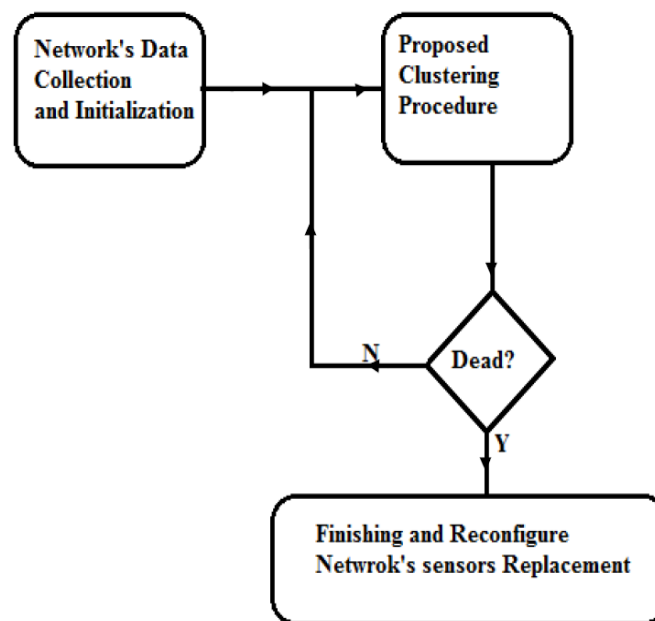 Network's Data
Collection
and Initialization
Proposed
Clustering
Procedure
Dead?
N
Y
Finishing and Reconfigure
Netwrok's sensors Replacement